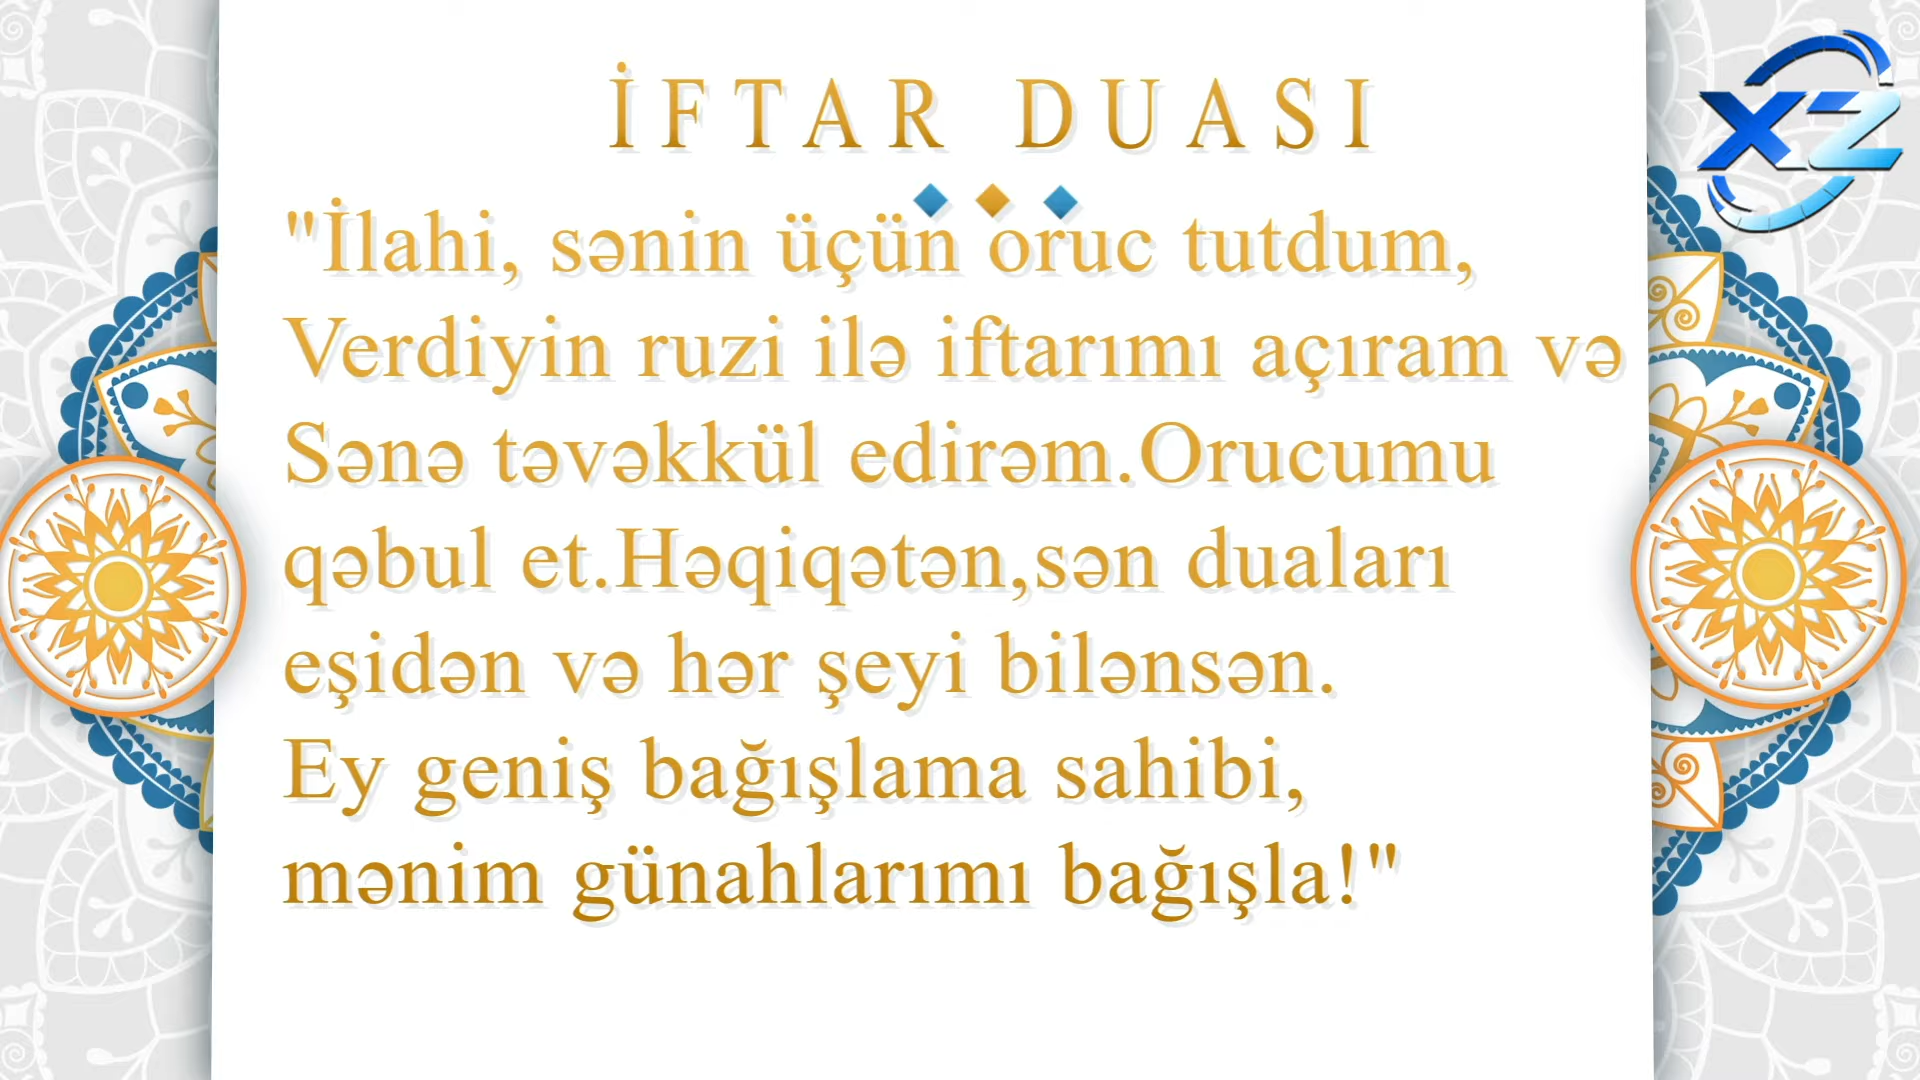 İFTAR DUASI
XZ
"İlahi, sənin üçün oruc tutdum,
Verdiyin ruzi ilə iftarımı açıram və
Sənə təvəkkül edirəm.Orucumu
qəbul et.Həqiqətən,sən duaları
eşidən və hər şeyi bilənsən.
Ey geniş bağışlama sahibi,
mənim günahlarımı bağışla!"